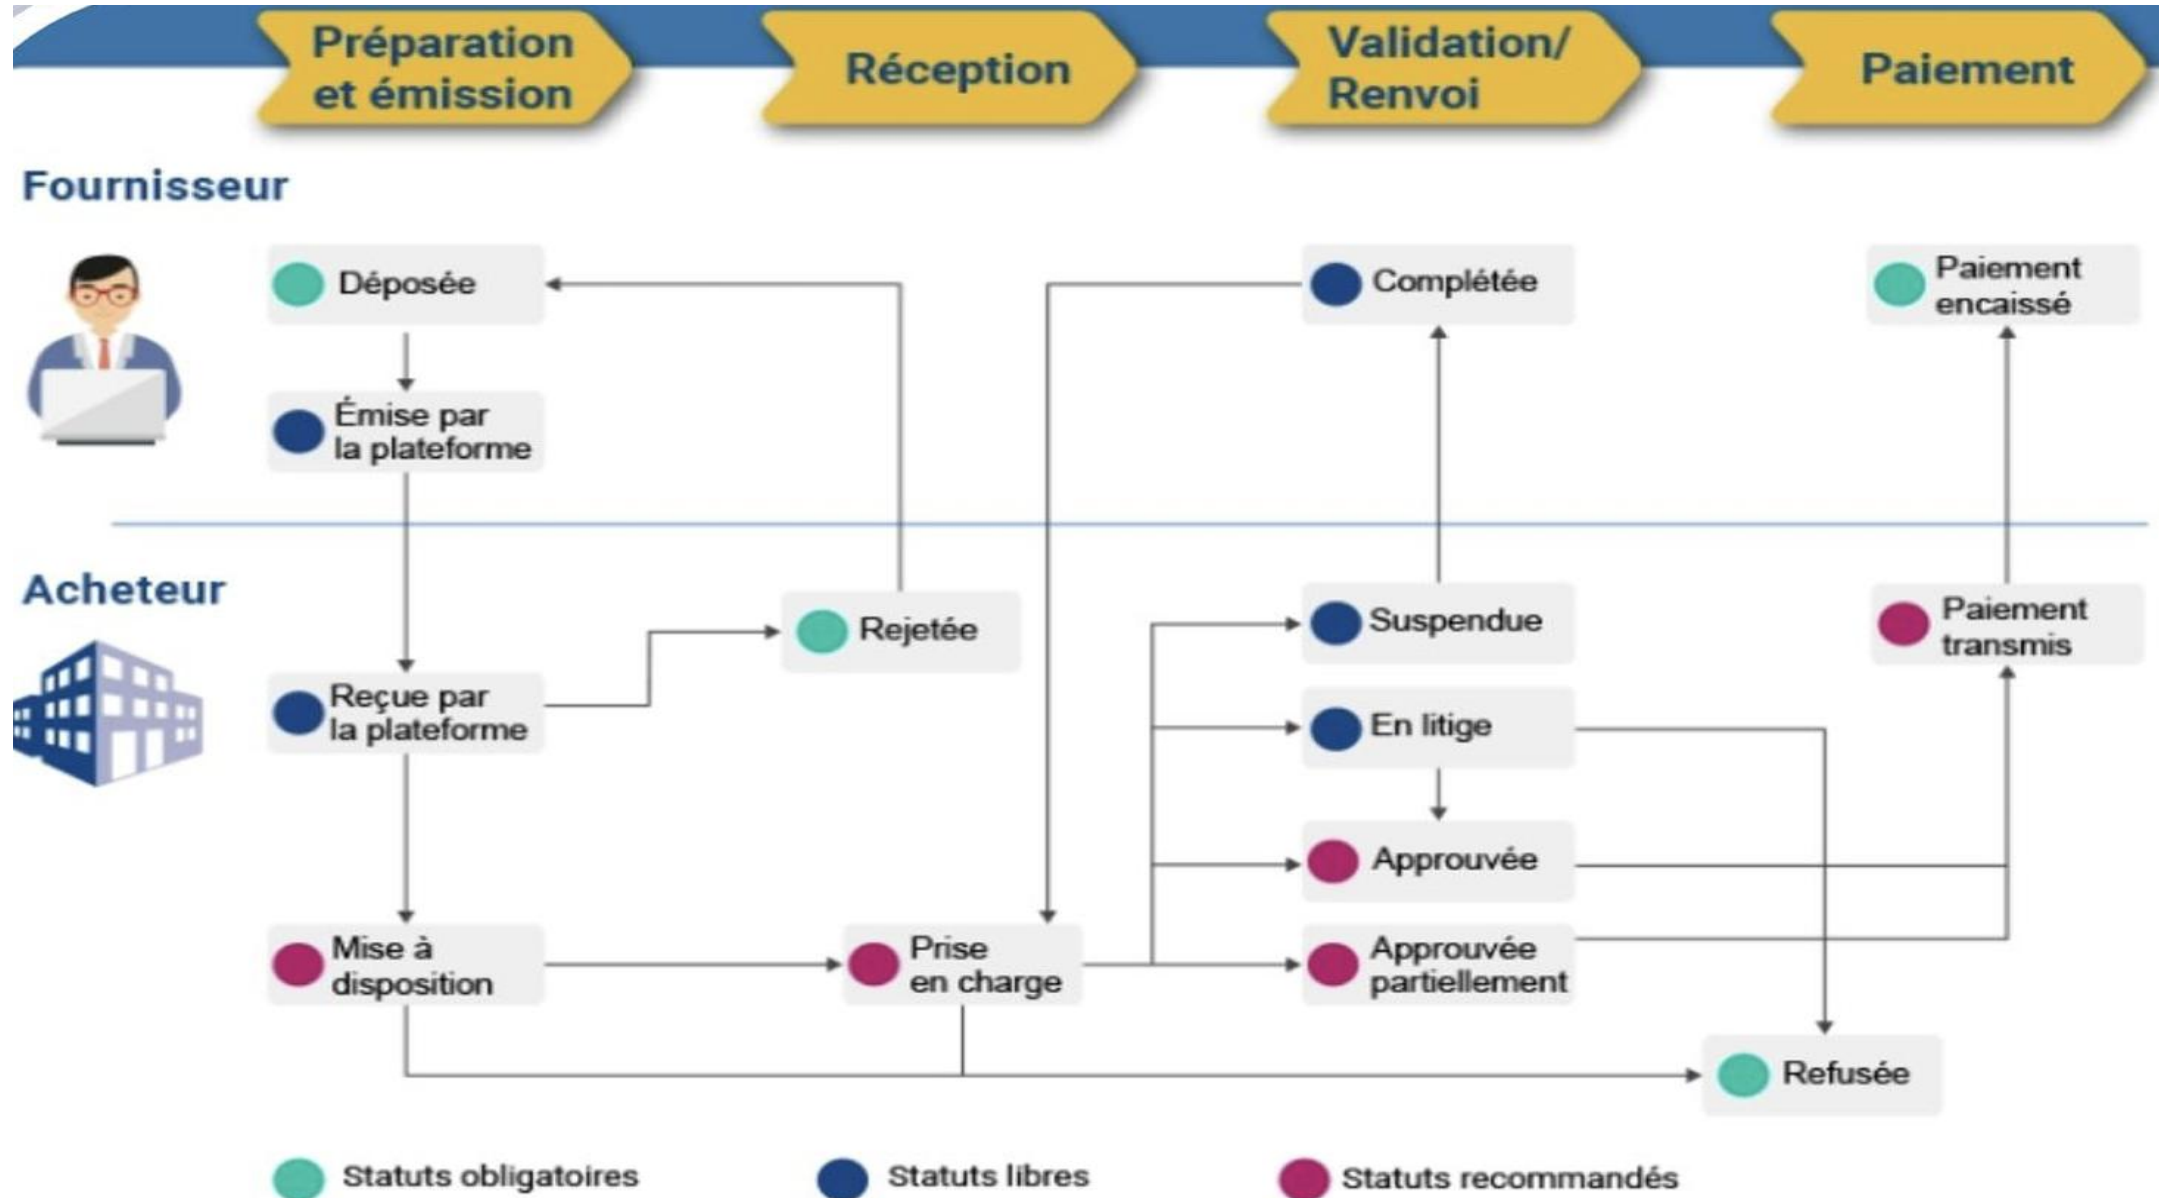 Préparation
et émission
Réception
Validation/
Renvoi
Paiement
Fournisseur
Déposée
Complétée
Paiement
encaissé
Émise par
la plateforme
Acheteur
Rejetée
Suspendue
Paiement
transmis
Reçue par
la plateforme
En litige
Approuvée
Mise à
disposition
Prise
en charge
Approuvée
partiellement
Refusée
Statuts obligatoires
Statuts libres
Statuts recommandés